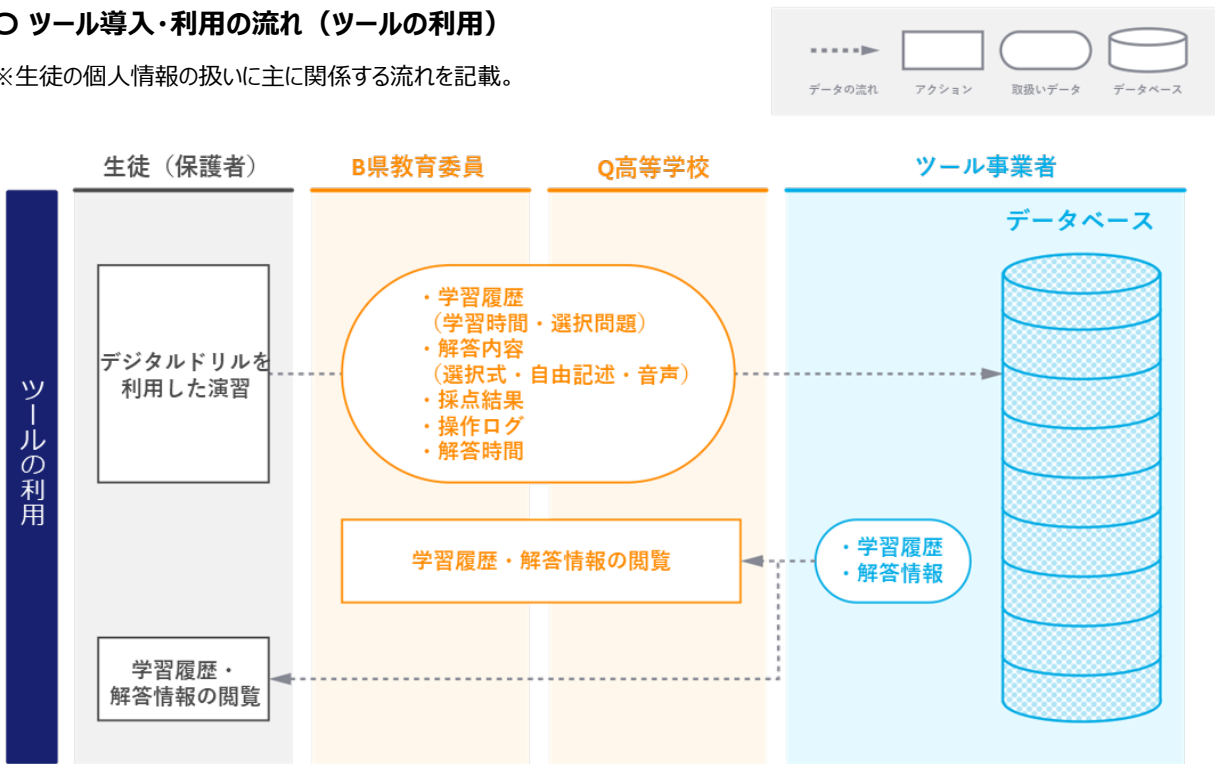 〇 ツール導入・利用の流れ（ツールの利用）
※生徒の個人情報の扱いに主に関係する流れを記載。
データの流れ
アクション
取扱いデータ
データベース
生徒（保護者）
B県教育委員
Q高等学校
ツール事業者
ツールの利用
データベース
デジタルドリルを
利用した演習
・学習履歴
（学習時間・選択問題）
・解答内容
（選択式・自由記述・音声）
・採点結果
・操作ログ
・解答時間
学習履歴・解答情報の閲覧
・学習履歴
・解答情報
学習履歴・
解答情報の閲覧